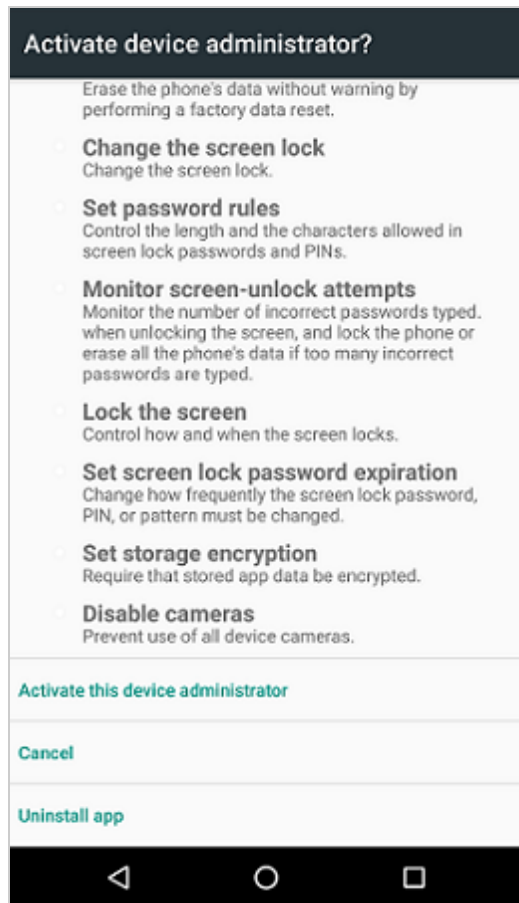 Activate device administrator?
Erase the phone's data without warning by
performing a factory data reset.
Change the screen lock
Change the screen lock.
Set password rules
Control the length and the characters allowed in
screen lock passwords and PINs.
Monitor screen-unlock attempts
Monitor the number of incorrect passwords typed.
when unlocking the screen, and lock the phone or
erase all the phone's data if too many incorrect
passwords are typed.
Lock the screen
Control how and when the screen locks.
Set screen lock password expiration
Change how frequently the screen lock password,
PIN, or pattern must be changed.
Set storage encryption
Require that stored app data be encrypted.
Disable cameras
Prevent use of all device cameras.
Activate this device administrator
Cancel
Uninstall app